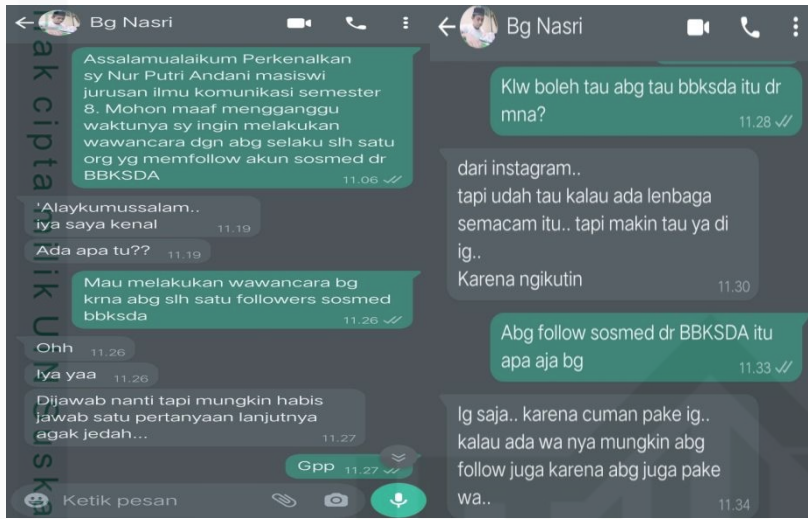 Bg Nasri
Assalamualaikum Perkenalkan
sy Nur Putri Andani masiswi
jurusan ilmu komunikasi semester
8. Mohon maaf mengganggu
waktunya sy ingin melakukan
wawancara dgn abg selaku slh satu
org yg memfollow akun sosmed dr
BBKSDA
11.06
'Alaykumussalam..
iya saya kenal
11.19
Ada apa tu??
11.19
Mau melakukan wawancara bg
krna abg slh satu followers sosmed
bbksda
11.26
Ohh
11.26
Iya yaa
11.26
Dijawab nanti tapi mungkin habis
jawab satu pertanyaan lanjutnya
agak jedah...
11.27
Gpp
11.27
Ketik pesan
Bg Nasri
Klw boleh tau abg tau bbksda itu dr
mna?
11.28
dari instagram..
tapi udah tau kalau ada lenbaga
semacam itu.. tapi makin tau ya di
ig..
Karena ngikutin
11.30
Abg follow sosmed dr BBKSDA itu
apa aja bg
11.33
Ig saja.. karena cuman pake ig..
kalau ada wa nya mungkin abg
follow juga karena abg juga pake
wa..
11.34
ak cipta milik U Suska